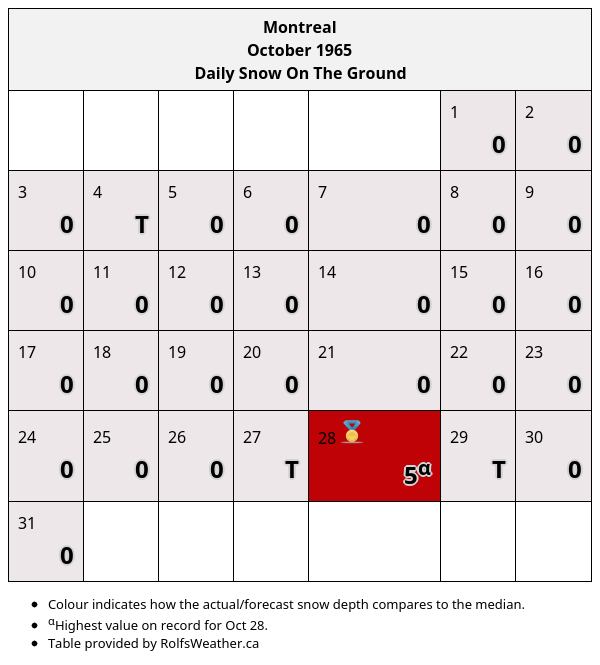 Montreal
October 1965
Daily Snow On The Ground
1 2
0 0
3 4 5 6 7 8 9
0 T 0 0 0 0 0
10 11 12 13 14 15 16
0 0 0 0 0 0 0
17 18 19 20 21 22 23
0 0 0 0 0 0 0
24 25 26 27 28 29 30
0 0 0 T 5ᵅ T 0
31
0
• Colour indicates how the actual/forecast snow depth compares to the median.
• ᵅHighest value on record for Oct 28.
• Table provided by RolfsWeather.ca